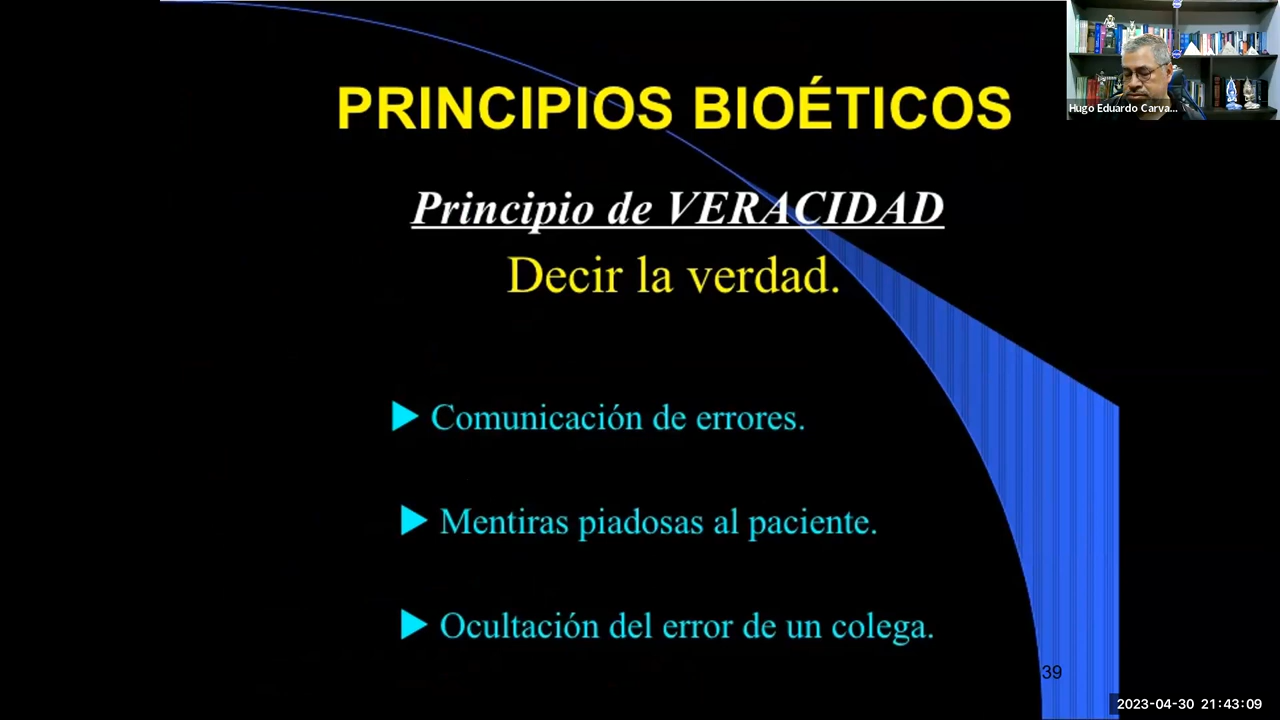 PRINCIPIOS BIOÉTICOS
Hugo Eduardo Carva...
Principio de VERACIDAD
Decir la verdad.
▶ Comunicación de errores.
▶ Mentiras piadosas al paciente.
▶ Ocultación del error de un colega.
39
2023-04-30 21:43:09